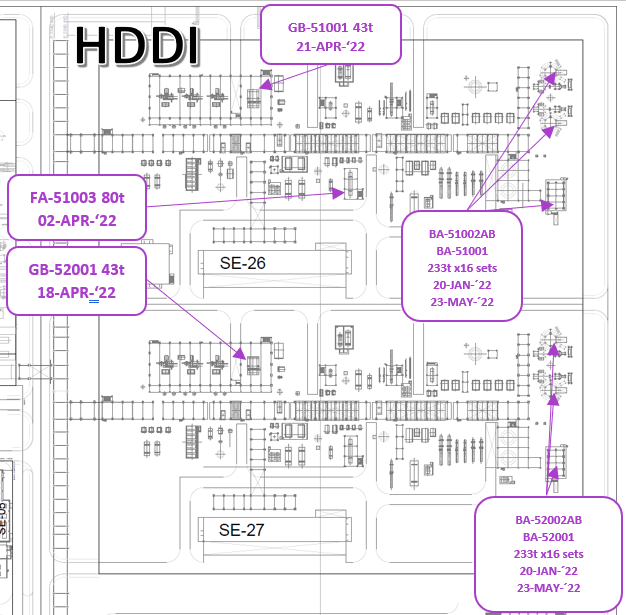 HDDI
GB-51001 43t
21-APR-‘22
FA-51003 80t
02-APR-‘22
GB-52001 43t
18-APR-‘22
BA-51002AB
BA-51001
233t x16 sets
20-JAN-´22
23-MAY-´22
SE-26
SE-27
BA-52002AB
BA-52001
233t x16 sets
20-JAN-´22
23-MAY-´22